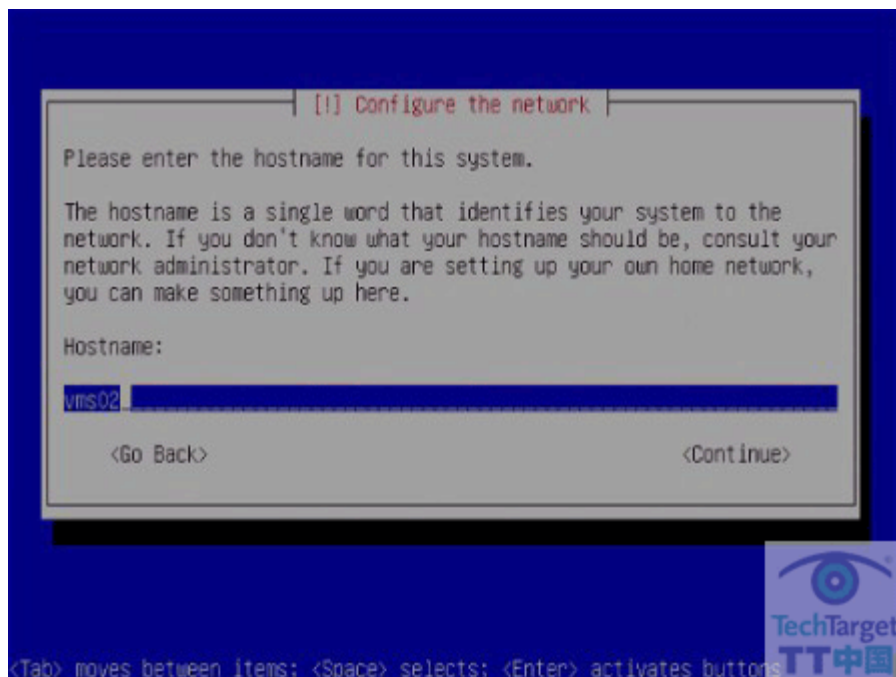 [!] Configure the network
Please enter the hostname for this system.
The hostname is a single word that identifies your system to the
network. If you don't know what your hostname should be, consult your
network administrator. If you are setting up your own home network,
you can make something up here.
Hostname:
vms02
<Go Back> <Continue>
<Tab> moves between items; <Space> selects; <Enter> activates buttons
TechTarget
TT中国